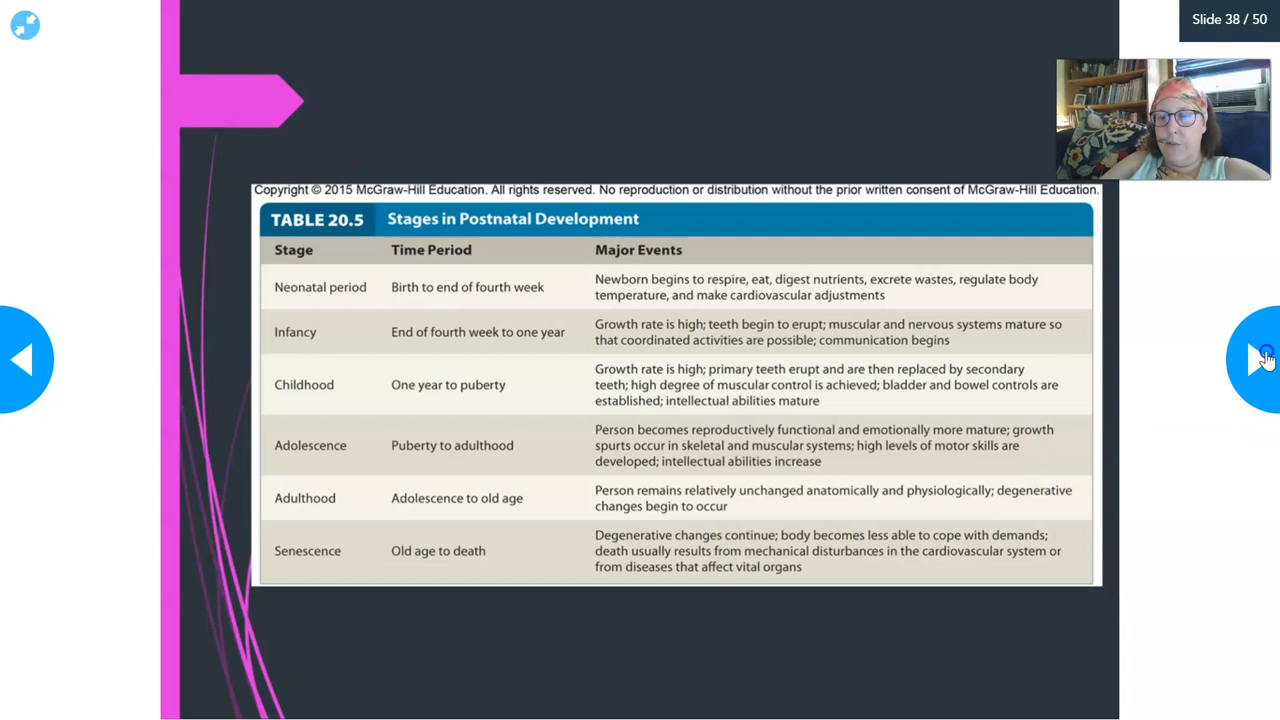 Slide 38 / 50
Copyright © 2015 McGraw-Hill Education. All rights reserved. No reproduction or distribution without the prior written consent of McGraw-Hill Education.
TABLE 20.5 Stages in Postnatal Development
Stage Time Period Major Events
Neonatal period Birth to end of fourth week Newborn begins to respire, eat, digest nutrients, excrete wastes, regulate body
temperature, and make cardiovascular adjustments
Infancy End of fourth week to one year Growth rate is high; teeth begin to erupt; muscular and nervous systems mature so
that coordinated activities are possible; communication begins
Childhood One year to puberty Growth rate is high; primary teeth erupt and are then replaced by secondary
teeth; high degree of muscular control is achieved; bladder and bowel controls are
established; intellectual abilities mature
Adolescence Puberty to adulthood Person becomes reproductively functional and emotionally more mature; growth
spurts occur in skeletal and muscular systems; high levels of motor skills are
developed; intellectual abilities increase
Adulthood Adolescence to old age Person remains relatively unchanged anatomically and physiologically; degenerative
changes begin to occur
Senescence Old age to death Degenerative changes continue; body becomes less able to cope with demands;
death usually results from mechanical disturbances in the cardiovascular system or
from diseases that affect vital organs